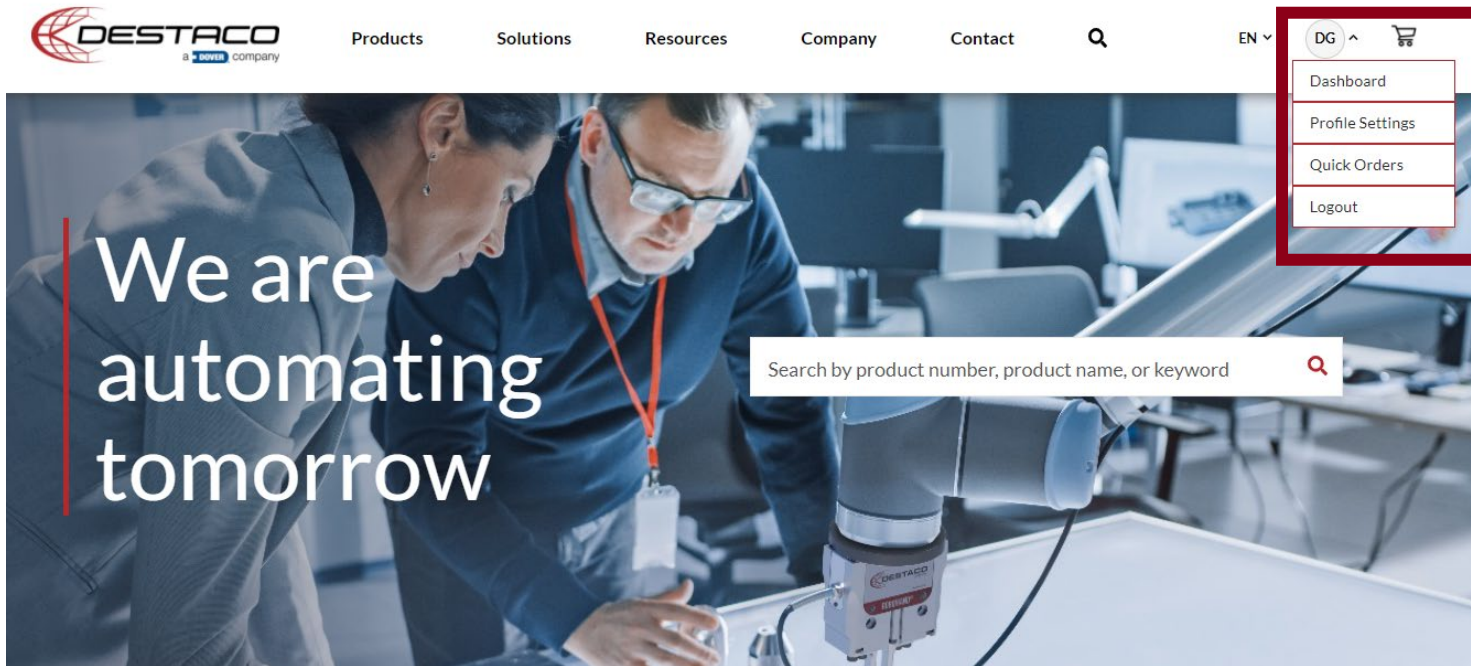 DESTACO
a DOVER company
Products
Solutions
Resources
Company
Contact
EN
DG
Dashboard
Profile Settings
Quick Orders
Logout
We are
automating
tomorrow
Search by product number, product name, or keyword
DESTACO